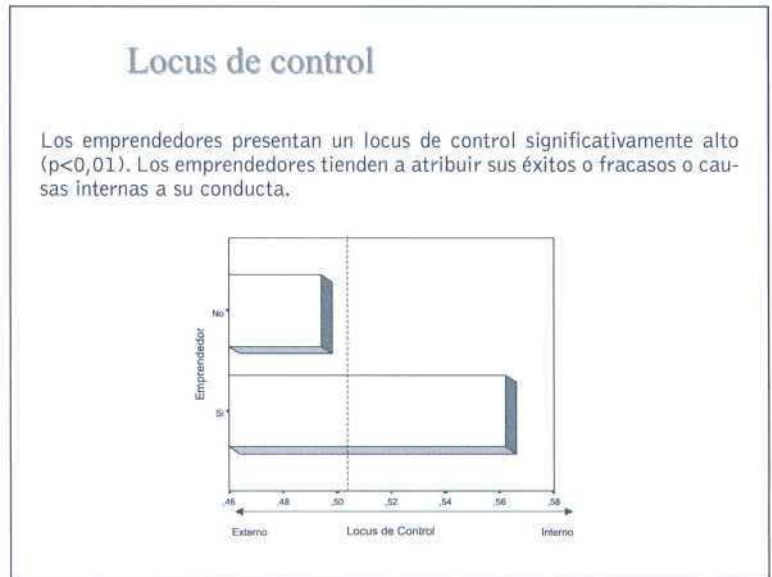 Locus de control
Los emprendedores presentan un locus de control significativamente alto
(p<0,01). Los emprendedores tienden a atribuir sus éxitos o fracasos o cau-
sas internas a su conducta.
No
Emprendedor
Si
,46 ,48 ,50 ,52 ,54 ,56 ,58
Externo Locus de Control Interno